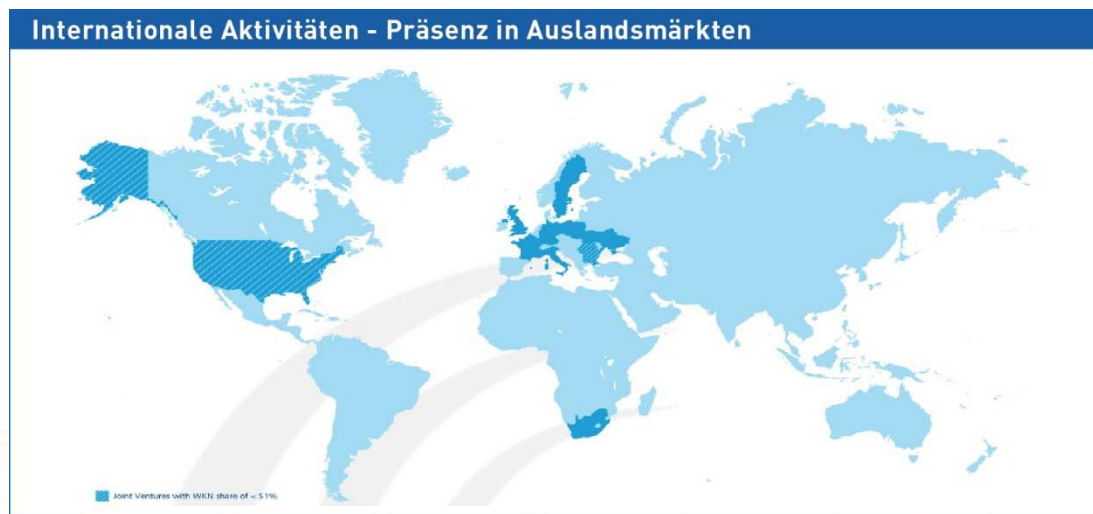 Internationale Aktivitäten - Präsenz in Auslandsmärkten
Joint Ventures with WKN share of < 51%